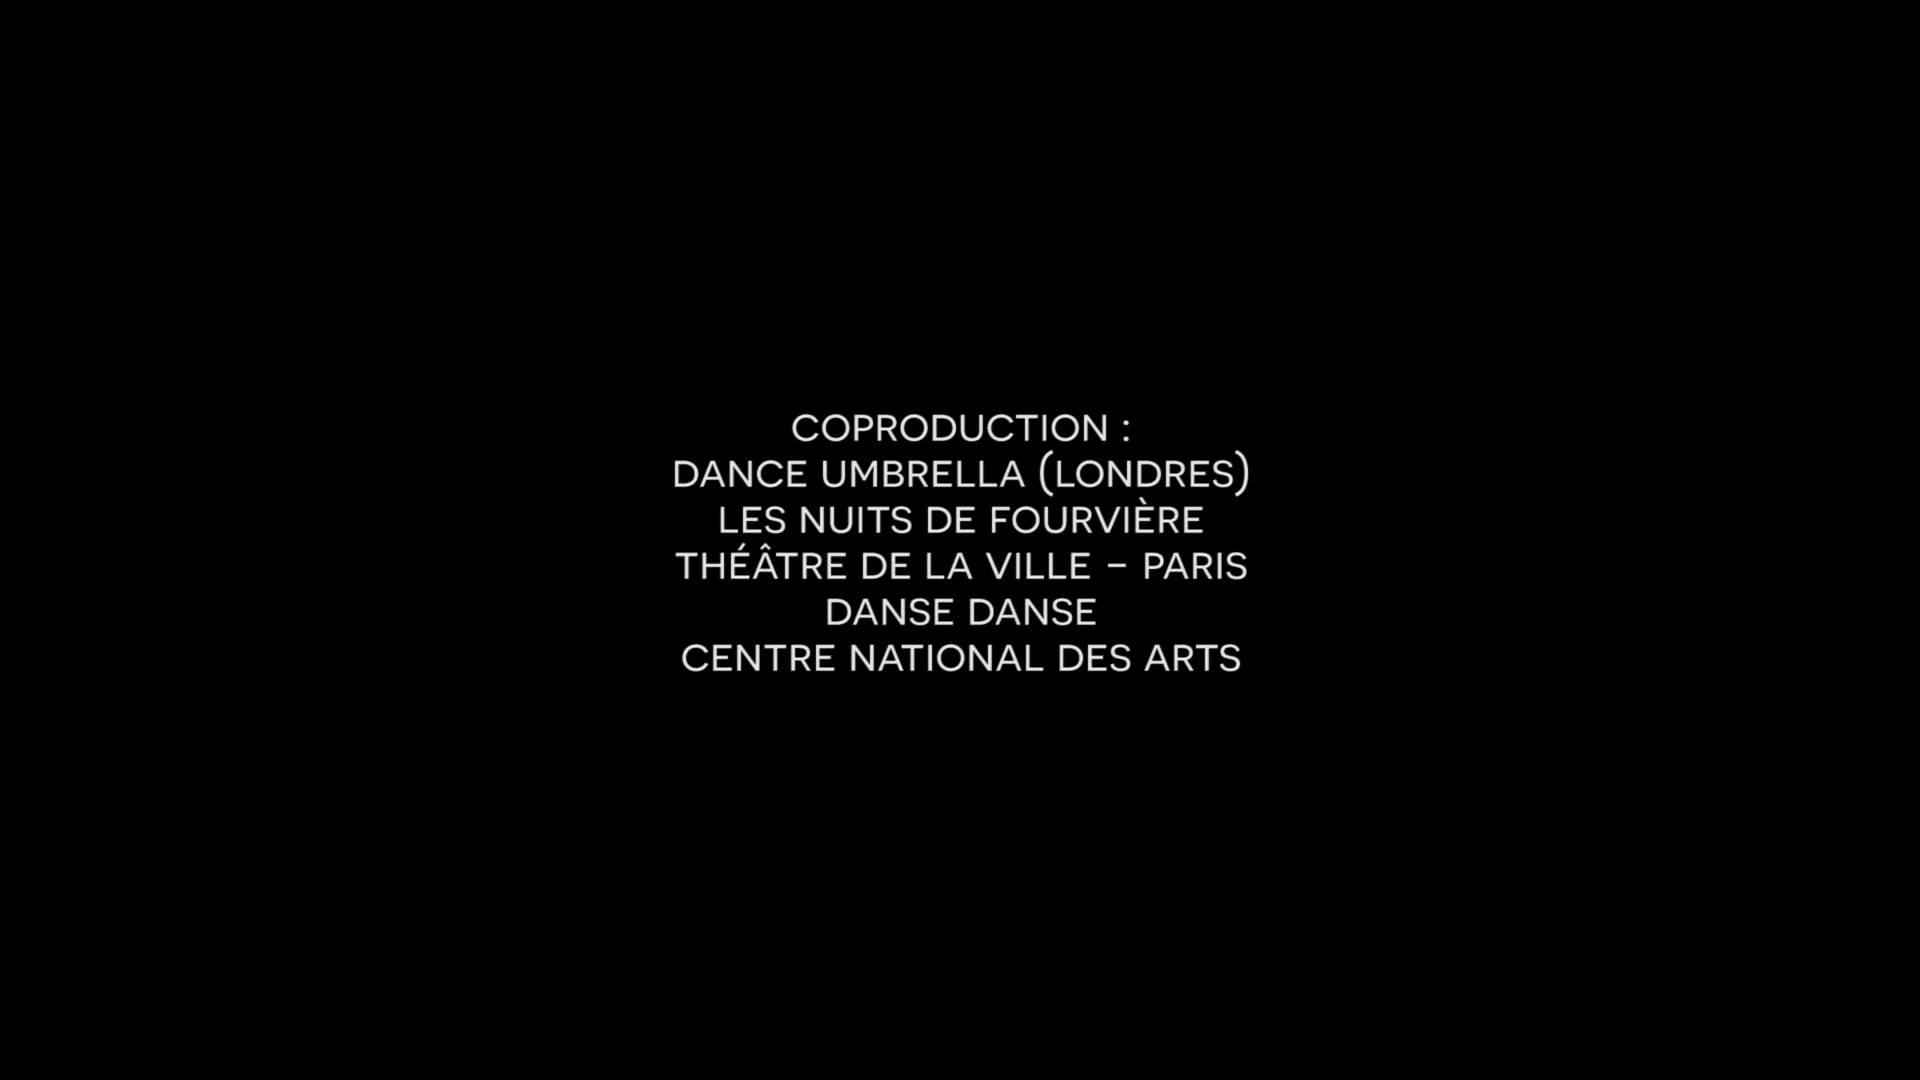 COPRODUCTION :
DANCE UMBRELLA (LONDRES)
LES NUITS DE FOURVIÈRE
THÉÂTRE DE LA VILLE – PARIS
DANSE DANSE
CENTRE NATIONAL DES ARTS